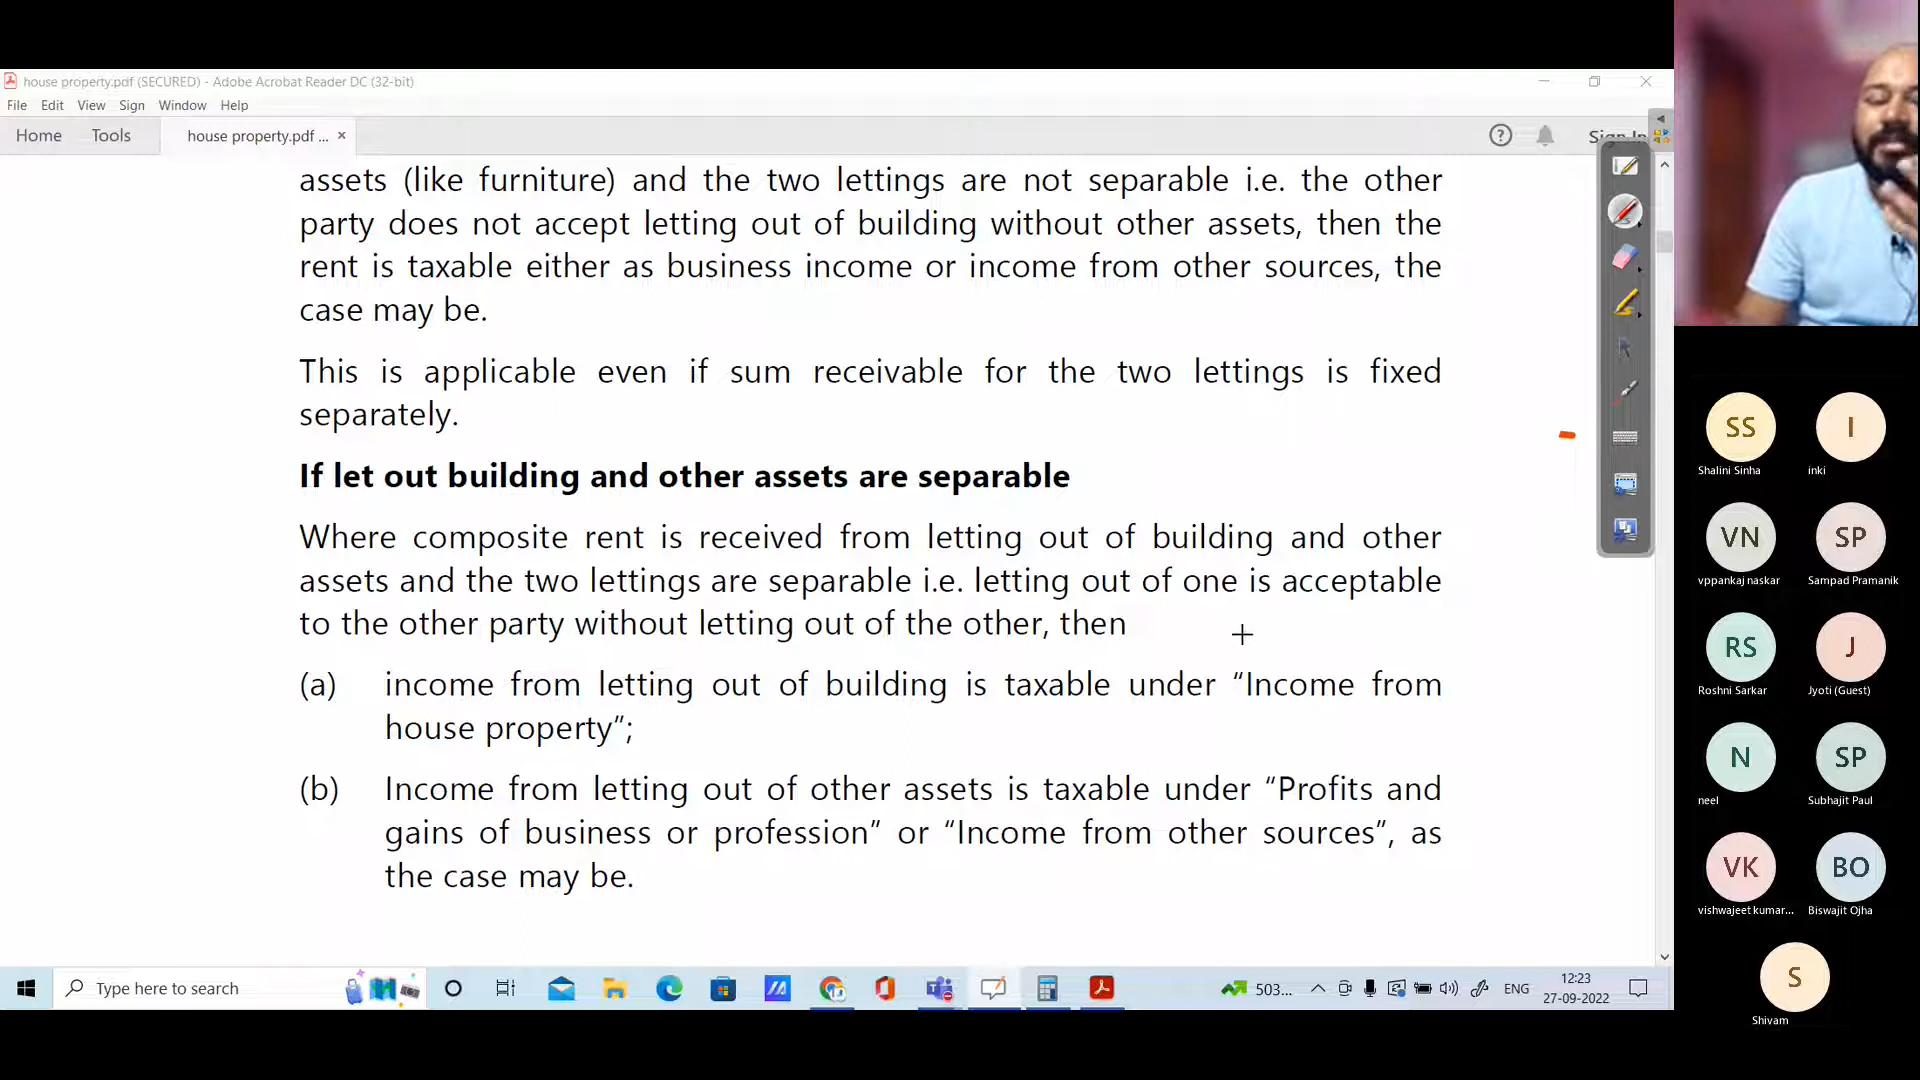 house property.pdf (SECURED) - Adobe Acrobat Reader DC (32-bit)
File Edit View Sign Window Help
Home Tools house property.pdf ... × Sign In
assets (like furniture) and the two lettings are not separable i.e. the other
party does not accept letting out of building without other assets, then the
rent is taxable either as business income or income from other sources, the
case may be.
This is applicable even if sum receivable for the two lettings is fixed
separately.
If let out building and other assets are separable
Where composite rent is received from letting out of building and other
assets and the two lettings are separable i.e. letting out of one is acceptable
to the other party without letting out of the other, then
(a) income from letting out of building is taxable under “Income from
house property”;
(b) Income from letting out of other assets is taxable under “Profits and
gains of business or profession” or “Income from other sources”, as
the case may be.
Type here to search
503...
ENG
12:23
27-09-2022
SS
Shalini Sinha
I
inki
VN
vppankaj naskar
SP
Sampad Pramanik
RS
Roshni Sarkar
J
Jyoti (Guest)
N
neel
SP
Subhajit Paul
VK
vishwajeet kumar...
BO
Biswajit Ojha
S
Shivam